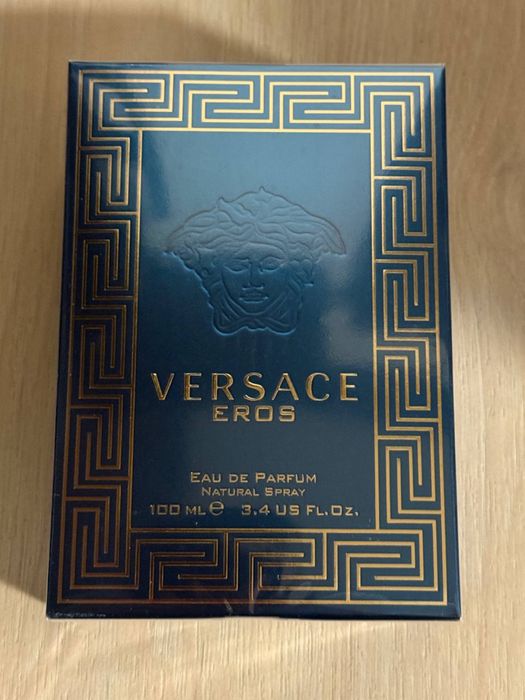 VERSACE
EROS
EAU DE PARFUM
NATURAL SPRAY
100 ML ℮ 3.4 US FL.OZ.